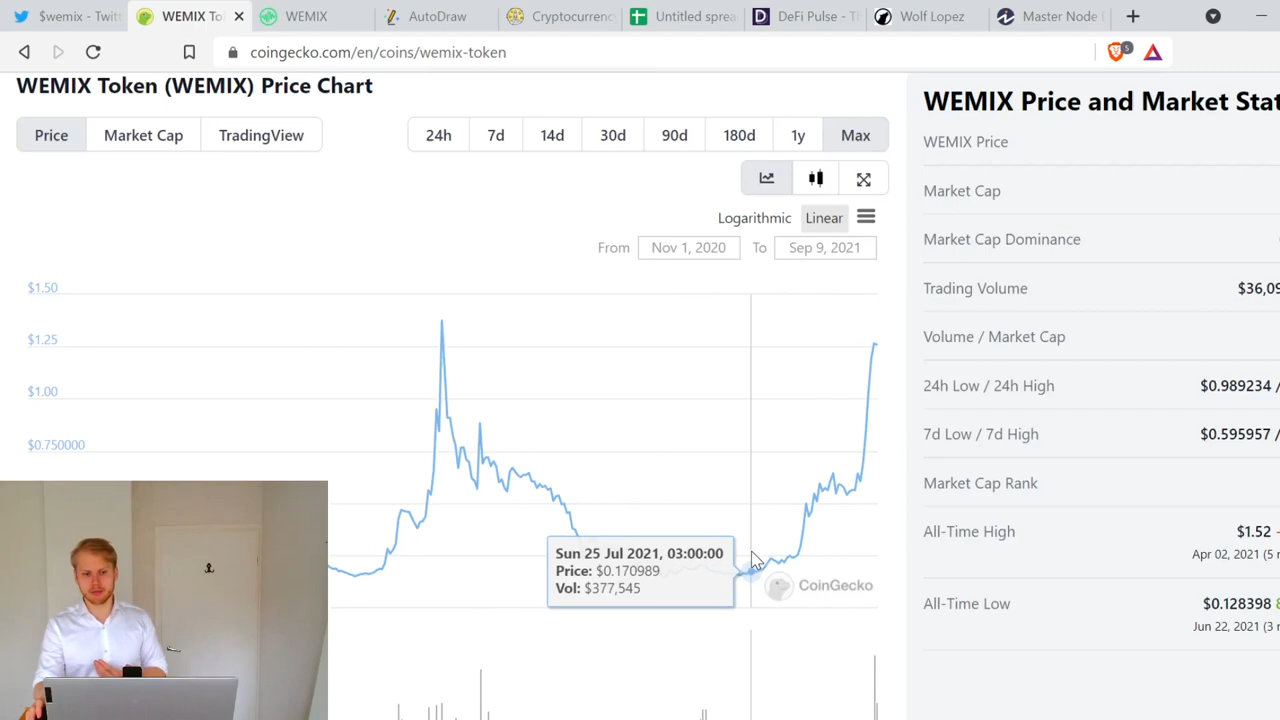 $wemix - Twitt
WEMIX To
WEMIX
AutoDraw
Cryptocurrenc
Untitled sprea
DeFi Pulse - T
Wolf Lopez
Master Node
coingecko.com/en/coins/wemix-token
5
WEMIX Token (WEMIX) Price Chart
Price Market Cap TradingView
24h 7d 14d 30d 90d 180d 1y Max
Logarithmic Linear
From Nov 1, 2020 To Sep 9, 2021
$1.50
$1.25
$1.00
$0.750000
Sun 25 Jul 2021, 03:00:00
Price: $0.170989
Vol: $377,545
CoinGecko
WEMIX Price and Market Stat
WEMIX Price
Market Cap
Market Cap Dominance
Trading Volume $36,09
Volume / Market Cap
24h Low / 24h High $0.989234 /
7d Low / 7d High $0.595957 /
Market Cap Rank
All-Time High $1.52 -
Apr 02, 2021 (5 m
All-Time Low $0.128398 8
Jun 22, 2021 (3 m